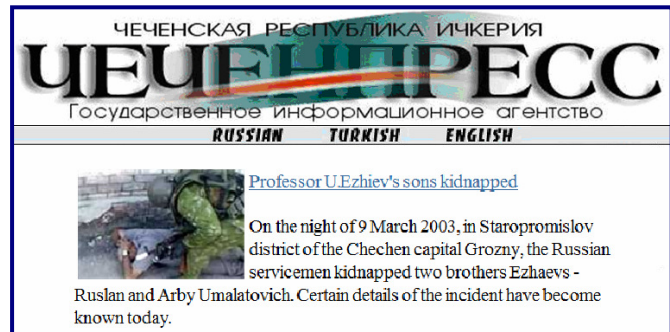 ЧЕЧЕНСКАЯ РЕСПУБЛИКА ИЧКЕРИЯ
ЧЕЧЕНПРЕСС
Государственное информационное агентство
RUSSIAN TURKISH ENGLISH
Professor U.Ezhiev's sons kidnapped
On the night of 9 March 2003, in Staropromislov
district of the Chechen capital Grozny, the Russian
servicemen kidnapped two brothers Ezhaevs -
Ruslan and Arby Umalatovich. Certain details of the incident have become
known today.